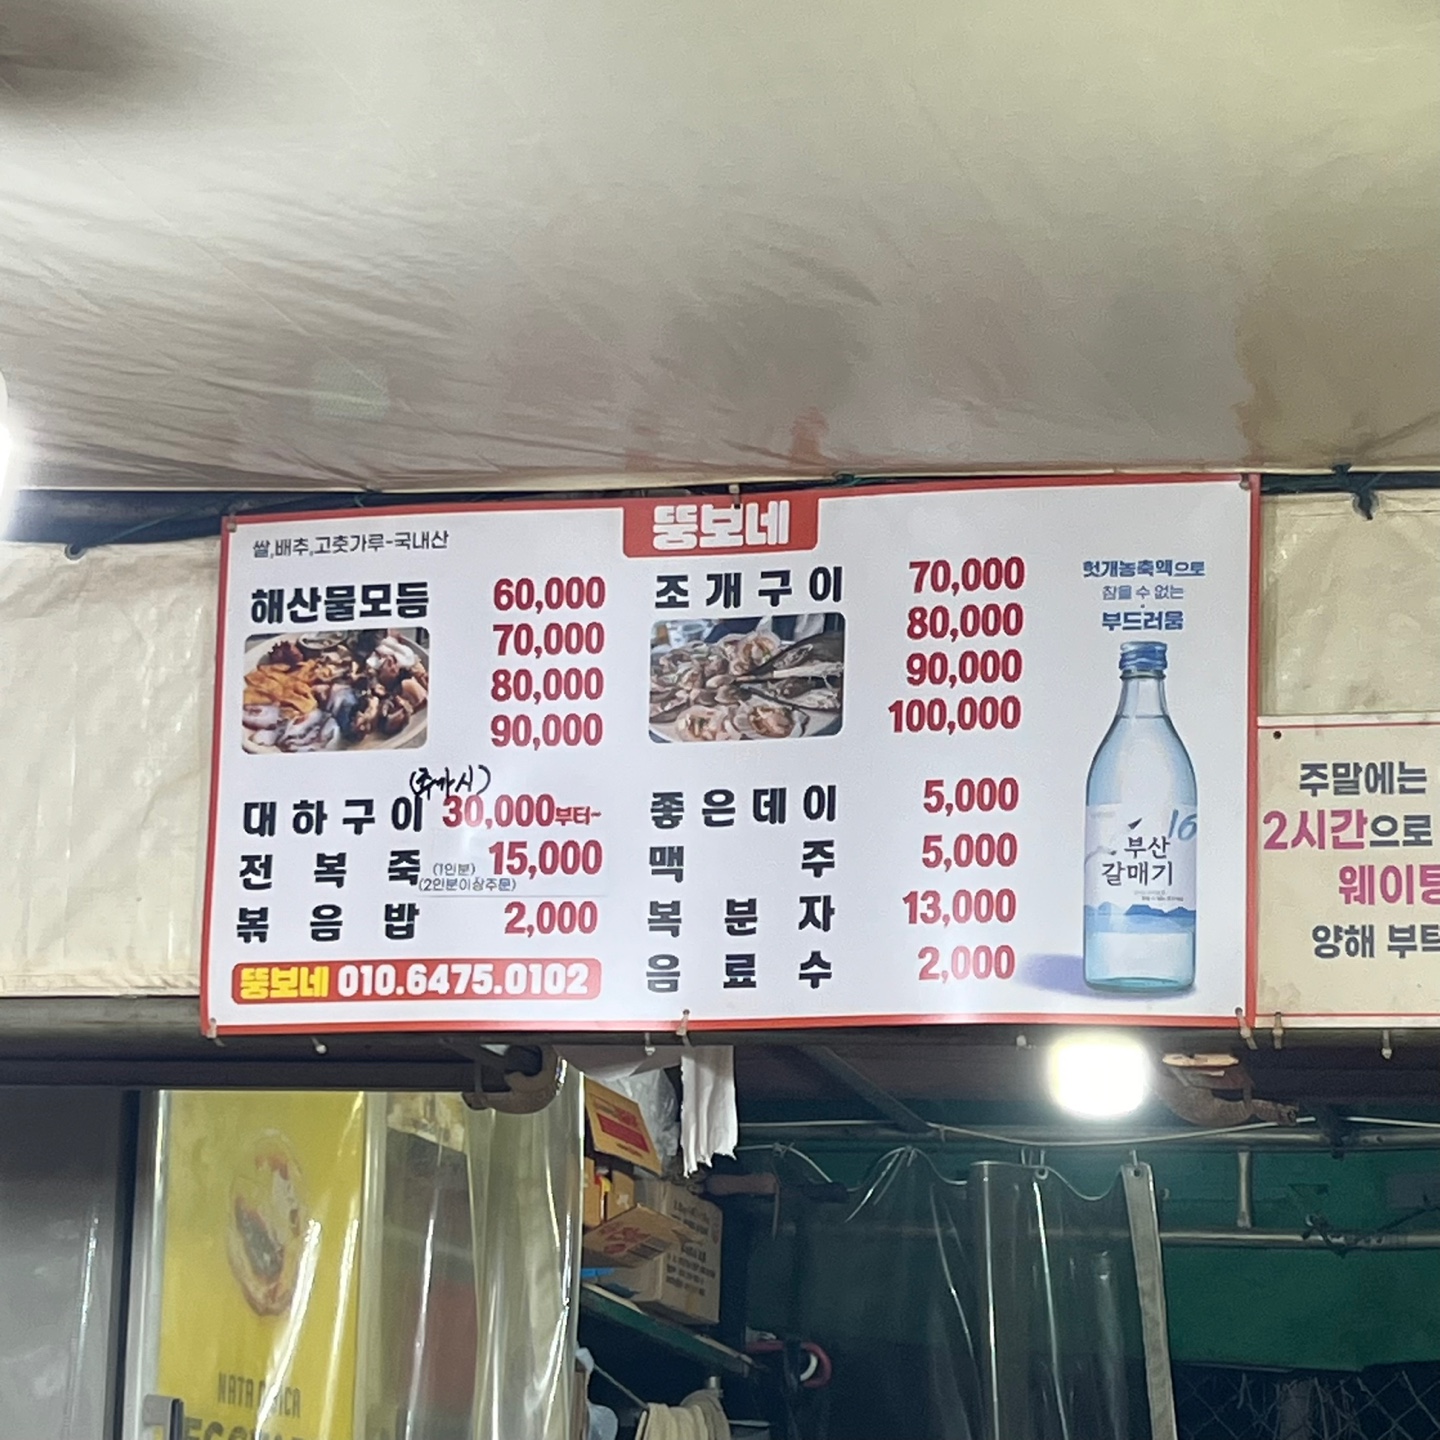 뚱보네
쌀,배추,고춧가루-국내산
해산물모듬 60,000
70,000
80,000
90,000
(추가시)
대하구이 30,000부터~
전복죽 (1인분) 15,000
(2인분이상주문)
볶음밥 2,000
뚱보네 010.6475.0102
조개구이 70,000
80,000
90,000
100,000
좋은데이 5,000
맥주 5,000
복분자 13,000
음료수 2,000
헛개농축액으로
참을 수 없는
부드러움
16
부산
갈매기
주말에는
2시간으로
웨이팅
양해 부탁
NATA